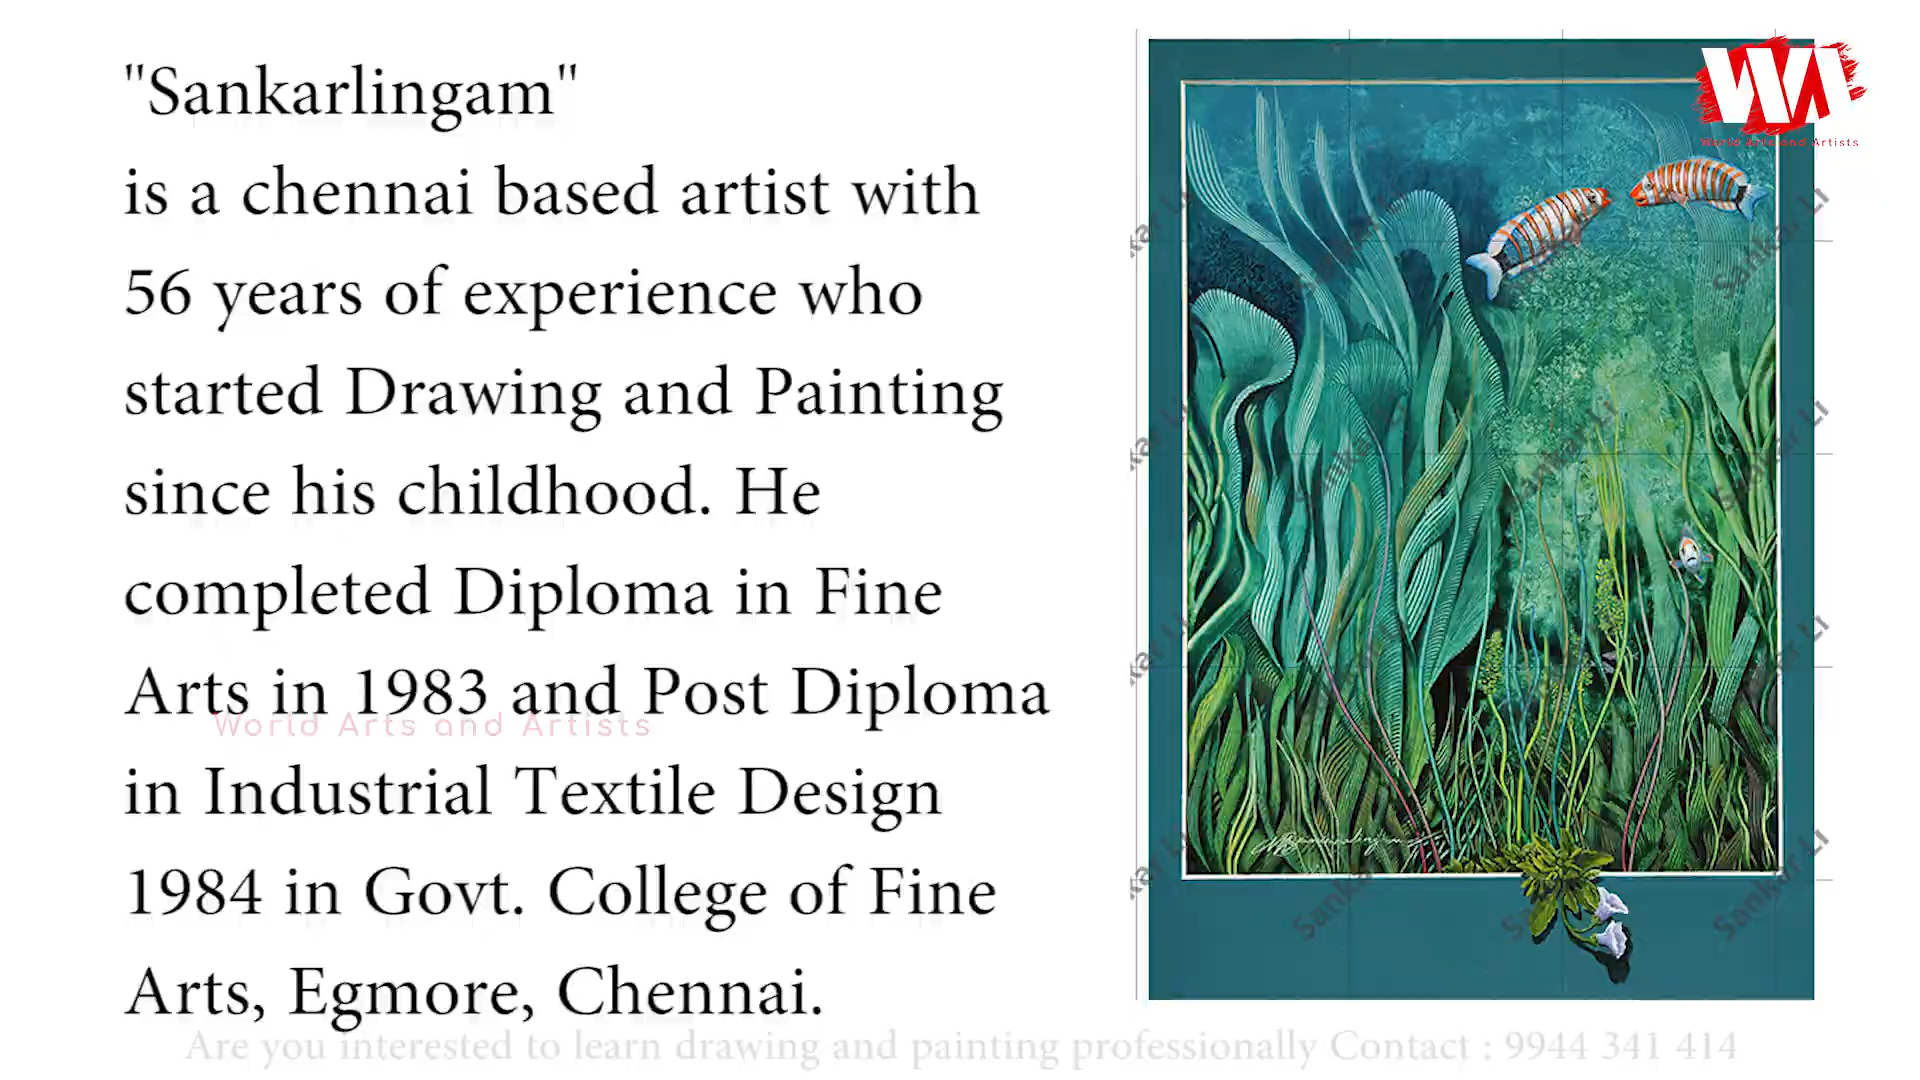 "Sankarlingam"
is a chennai based artist with
56 years of experience who
started Drawing and Painting
since his childhood. He
completed Diploma in Fine
Arts in 1983 and Post Diploma
World Arts and Artists
in Industrial Textile Design
1984 in Govt. College of Fine
Arts, Egmore, Chennai.
Are you interested to learn drawing and painting professionally Contact : 9944 341 414
WA
World Arts and Artists
Sankar Li